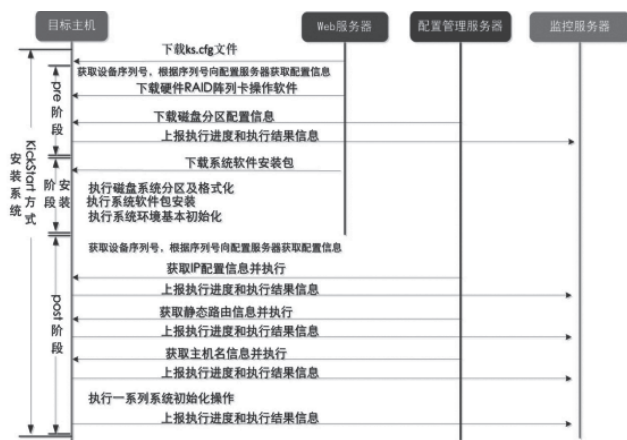 目标主机
Web服务器
配置管理服务器
监控服务器
下载ks.cfg文件
获取设备序列号，根据序列号向配置服务器获取配置信息
下载硬件RAID阵列卡操作软件
下载磁盘分区配置信息
上报执行进度和执行结果信息
pre阶段
下载系统软件安装包
执行磁盘系统分区及格式化
执行系统软件包安装
执行系统环境基本初始化
安装阶段
KickStart方式安装系统
获取设备序列号，根据序列号向配置服务器获取配置信息
获取IP配置信息并执行
上报执行进度和执行结果信息
获取静态路由信息并执行
上报执行进度和执行结果信息
获取主机名信息并执行
上报执行进度和执行结果信息
执行一系列系统初始化操作
上报执行进度和执行结果信息
post阶段